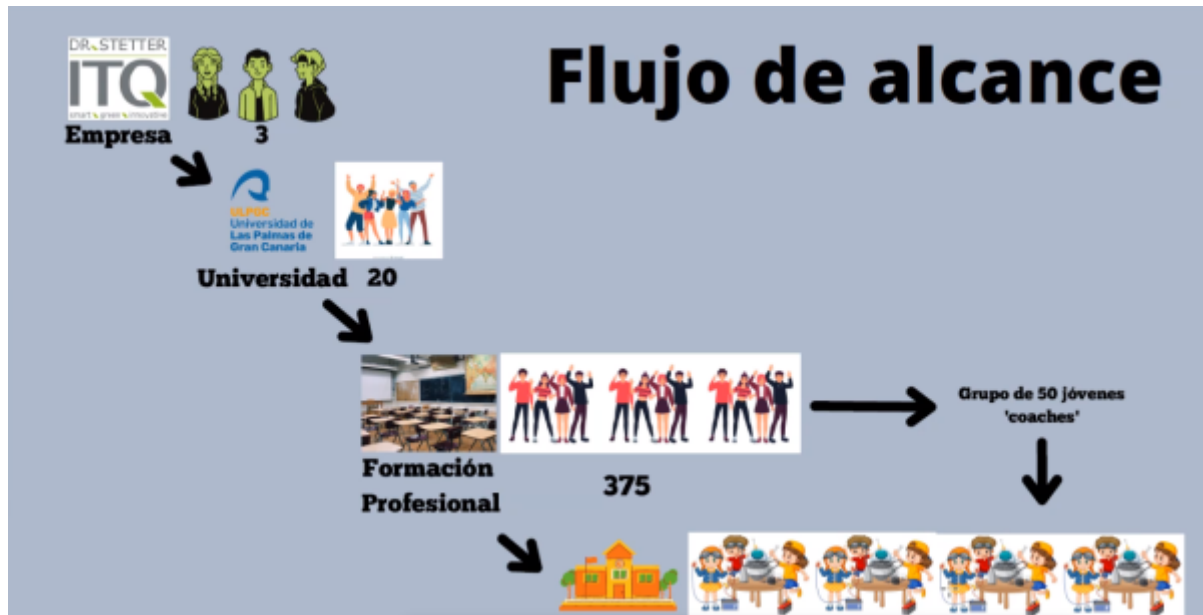 DR. STETTER
ITQ
smart green innovative
Flujo de alcance
Empresa
3
ULPGC
Universidad de
Las Palmas de
Gran Canaria
Universidad 20
Grupo de 50 jóvenes
'coaches'
Formación
Profesional
375